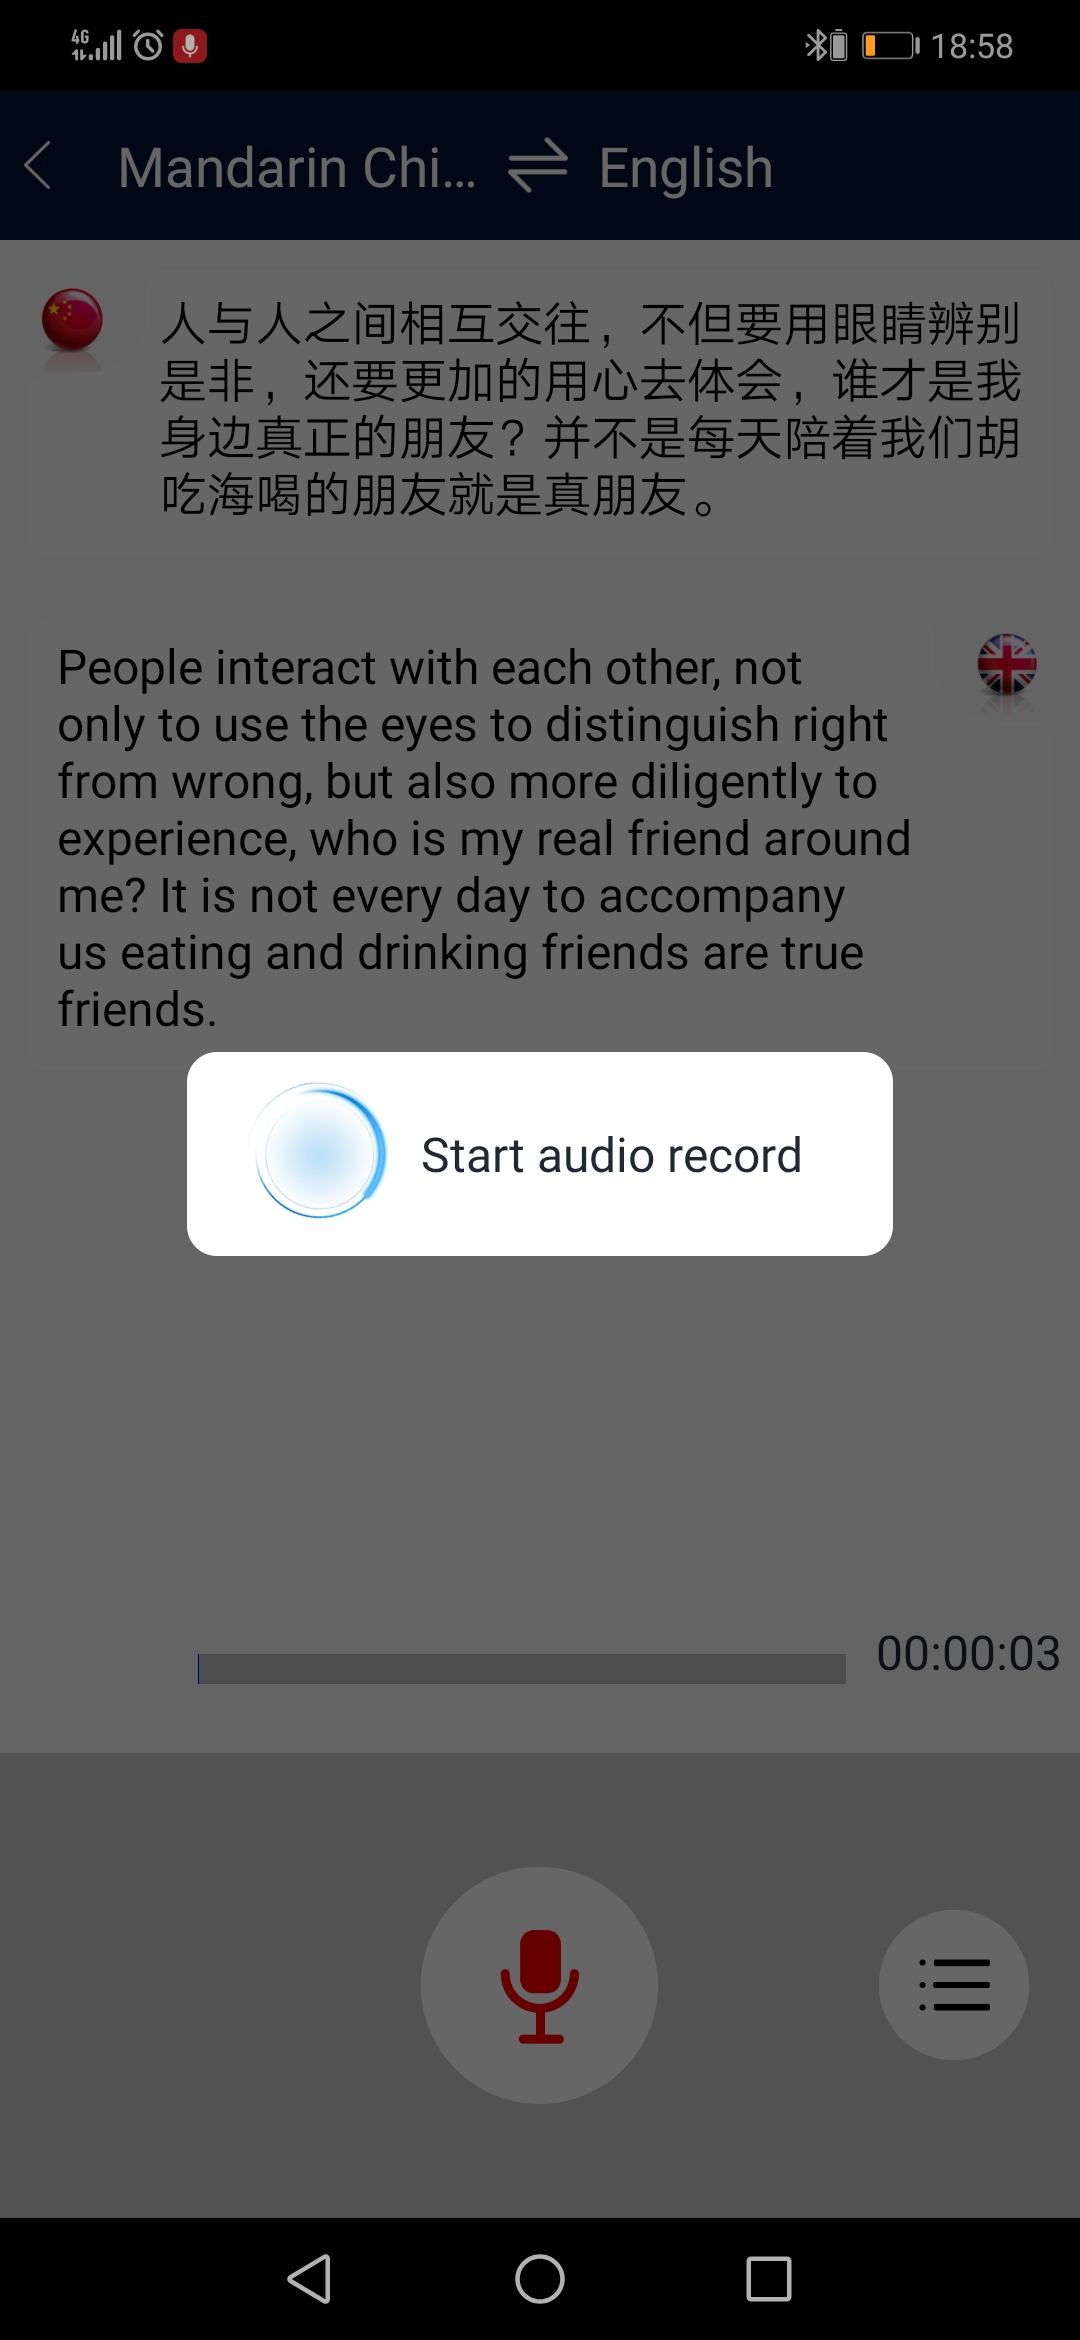 4G
18:58
Mandarin Chi...
English
人与人之间相互交往，不但要用眼睛辨别
是非，还要更加的用心去体会，谁才是我
身边真正的朋友？并不是每天陪着我们胡
吃海喝的朋友就是真朋友。
People interact with each other, not
only to use the eyes to distinguish right
from wrong, but also more diligently to
experience, who is my real friend around
me? It is not every day to accompany
us eating and drinking friends are true
friends.
Start audio record
00:00:03